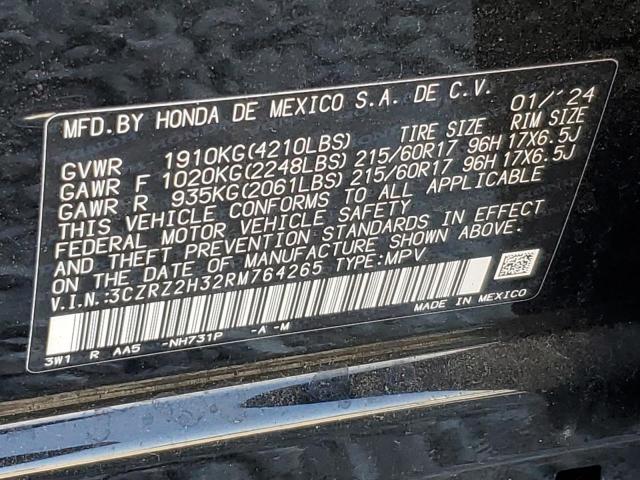 MFD.BY HONDA DE MEXICO S.A. DE C.V. 01/'24
TIRE SIZE RIM SIZE
GVWR 1910KG(4210LBS)
GAWR F 1020KG(2248LBS) 215/60R17 96H 17X6.5J
GAWR R 935KG(2061LBS) 215/60R17 96H 17X6.5J
THIS VEHICLE CONFORMS TO ALL APPLICABLE
FEDERAL MOTOR VEHICLE SAFETY
AND THEFT PREVENTION STANDARDS IN EFFECT
ON THE DATE OF MANUFACTURE SHOWN ABOVE.
V.I.N.:3CZRZ2H32RM764265 TYPE:MPV
MADE IN MEXICO
3W1 R AA5 -NH731P -A -M